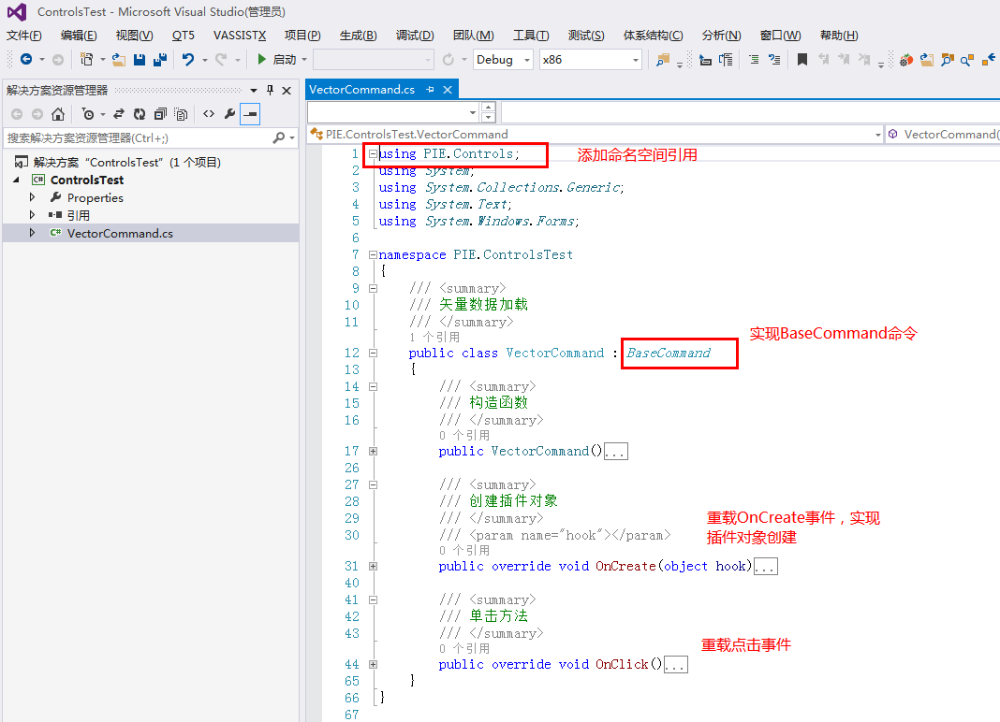 ControlsTest - Microsoft Visual Studio(管理员)
文件(F) 编辑(E) 视图(V) QT5 VASSISTX 项目(P) 生成(B) 调试(D) 团队(M) 工具(T) 测试(S) 体系结构(C) 分析(N) 窗口(W) 帮助(H)
启动 Debug x86
解决方案资源管理器
搜索解决方案资源管理器(Ctrl+;)
解决方案 “ControlsTest” (1 个项目)
ControlsTest
Properties
引用
VectorCommand.cs
VectorCommand.cs
PIE.ControlsTest.VectorCommand VectorCommand(
1 using PIE.Controls; 添加命名空间引用
2 using System;
3 using System.Collections.Generic;
4 using System.Text;
5 using System.Windows.Forms;
6
7 namespace PIE.ControlsTest
8 {
9 /// <summary>
10 /// 矢量数据加载
11 /// </summary>
1 个引用
实现BaseCommand命令
12 public class VectorCommand : BaseCommand
13 {
14 /// <summary>
15 /// 构造函数
16 /// </summary>
0 个引用
17 public VectorCommand()...
26
27 /// <summary>
28 /// 创建插件对象
29 /// </summary>
30 /// <param name="hook"></param>
重载OnCreate事件，实现
插件对象创建
0 个引用
31 public override void OnCreate(object hook)...
40
41 /// <summary>
42 /// 单击方法
43 /// </summary>
0 个引用
重载点击事件
44 public override void OnClick()...
65 }
66 }
67